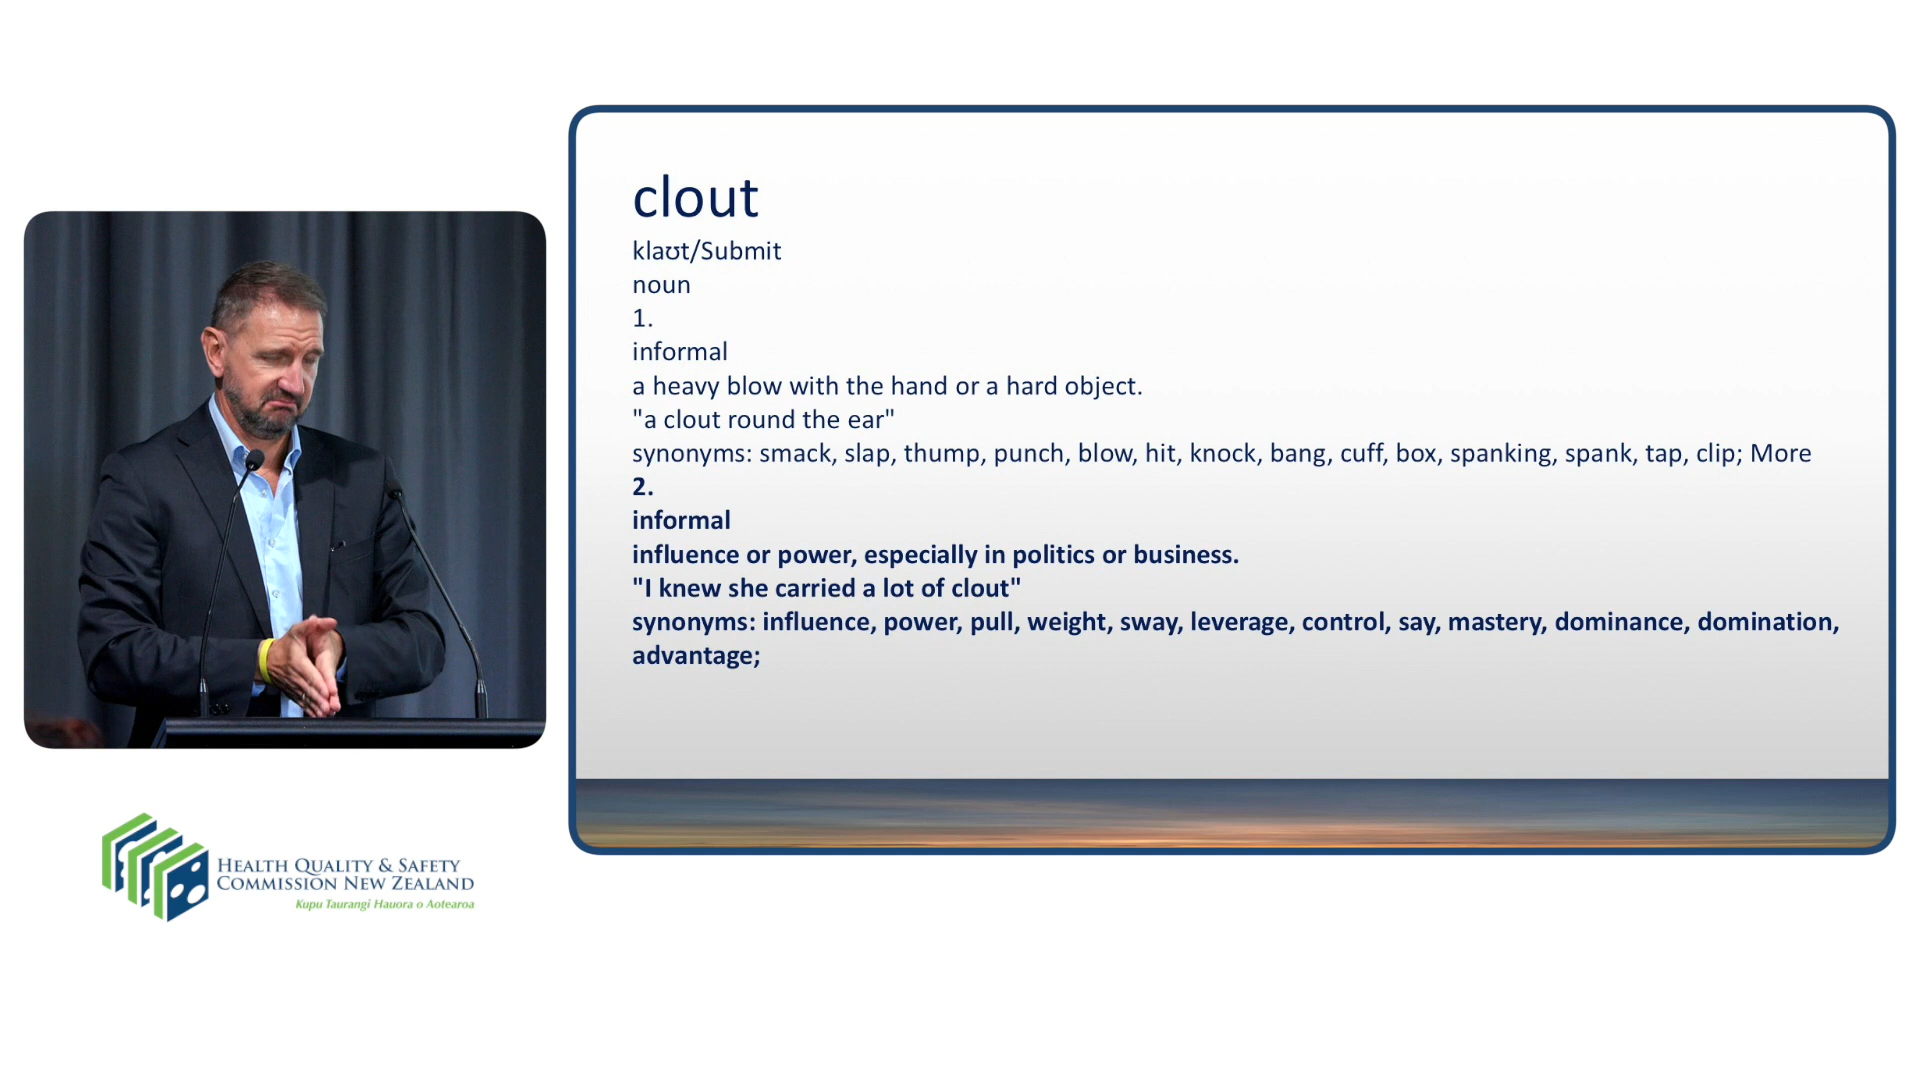 clout
klaʊt/Submit
noun
1.
informal
a heavy blow with the hand or a hard object.
"a clout round the ear"
synonyms: smack, slap, thump, punch, blow, hit, knock, bang, cuff, box, spanking, spank, tap, clip; More
2.
informal
influence or power, especially in politics or business.
"I knew she carried a lot of clout"
synonyms: influence, power, pull, weight, sway, leverage, control, say, mastery, dominance, domination,
advantage;
HEALTH QUALITY & SAFETY
COMMISSION NEW ZEALAND
Kupu Taurangi Hauora o Aotearoa